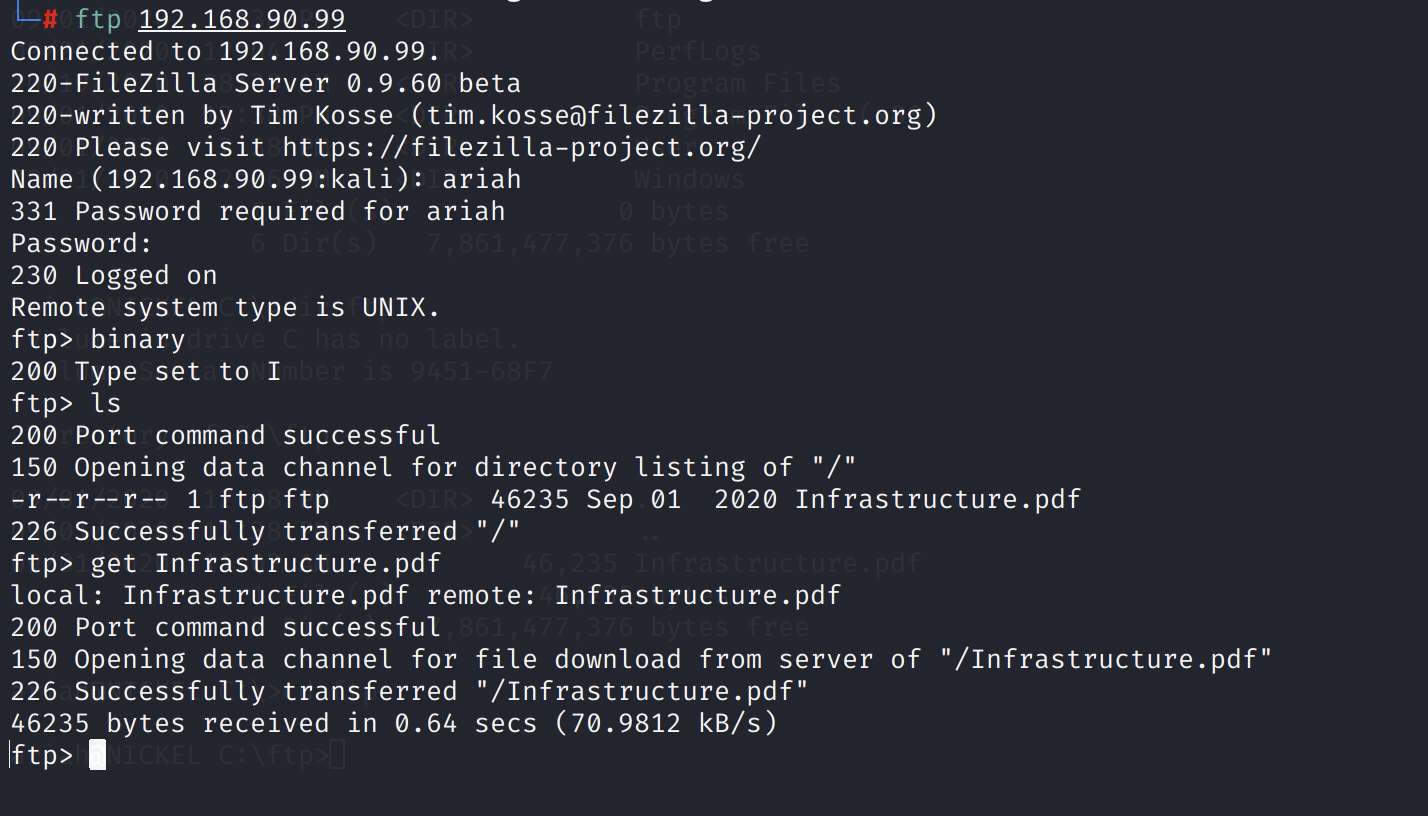 # ftp 192.168.90.99
Connected to 192.168.90.99.
220-FileZilla Server 0.9.60 beta
220-written by Tim Kosse (tim.kosse@filezilla-project.org)
220 Please visit https://filezilla-project.org/
Name (192.168.90.99:kali): ariah
331 Password required for ariah
Password:
230 Logged on
Remote system type is UNIX.
ftp> binary
200 Type set to I
ftp> ls
200 Port command successful
150 Opening data channel for directory listing of "/"
-r--r--r-- 1 ftp ftp          46235 Sep 01  2020 Infrastructure.pdf
226 Successfully transferred "/"
ftp> get Infrastructure.pdf
local: Infrastructure.pdf remote: Infrastructure.pdf
200 Port command successful
150 Opening data channel for file download from server of "/Infrastructure.pdf"
226 Successfully transferred "/Infrastructure.pdf"
46235 bytes received in 0.64 secs (70.9812 kB/s)
ftp>